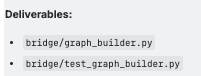 Deliverables:
• bridge/graph_builder.py
• bridge/test_graph_builder.py